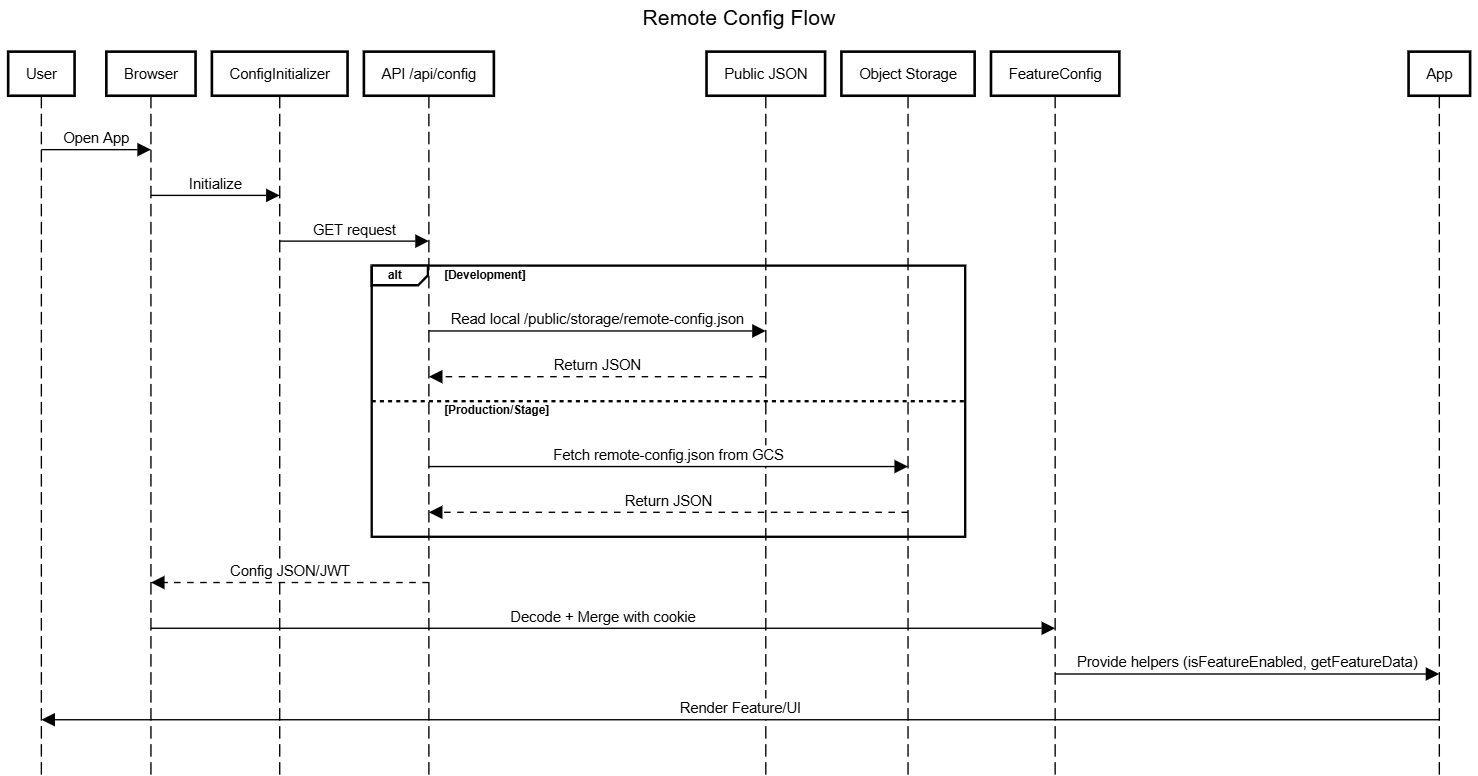 Remote Config Flow
User
Browser
ConfigInitializer
API /api/config
Public JSON
Object Storage
FeatureConfig
App
Open App
Initialize
GET request
alt
[Development]
Read local /public/storage/remote-config.json
Return JSON
[Production/Stage]
Fetch remote-config.json from GCS
Return JSON
Config JSON/JWT
Decode + Merge with cookie
Provide helpers (isFeatureEnabled, getFeatureData)
Render Feature/UI